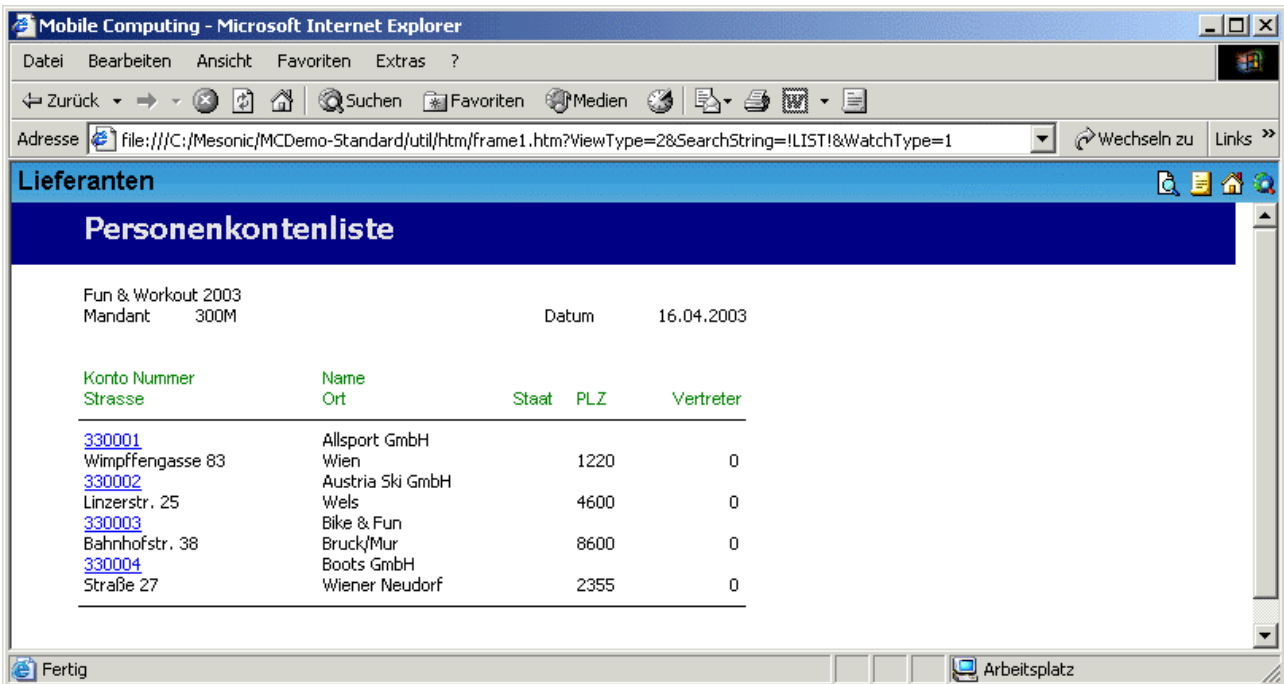 Mobile Computing - Microsoft Internet Explorer
Datei Bearbeiten Ansicht Favoriten Extras ?
Zurück Suchen Favoriten Medien
Adresse file:///C:/Mesonic/MCDemo-Standard/util/htm/frame1.htm?ViewType=2&SearchString=!LIST!&WatchType=1 Wechseln zu Links »
Lieferanten
Personenkontenliste
Fun & Workout 2003
Mandant 300M Datum 16.04.2003
Konto Nummer Name
Strasse Ort Staat PLZ Vertreter
330001 Allsport GmbH
Wimpffengasse 83 Wien 1220 0
330002 Austria Ski GmbH
Linzerstr. 25 Wels 4600 0
330003 Bike & Fun
Bahnhofstr. 38 Bruck/Mur 8600 0
330004 Boots GmbH
Straße 27 Wiener Neudorf 2355 0
Fertig Arbeitsplatz